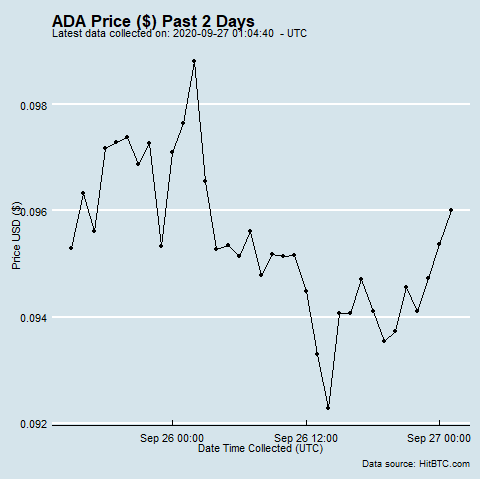 ADA Price ($) Past 2 Days
Latest data collected on: 2020-09-27 01:04:40 - UTC
0.098
0.096
0.094
0.092
Price USD ($)
Sep 26 00:00 Sep 26 12:00 Sep 27 00:00
Date Time Collected (UTC)
Data source: HitBTC.com